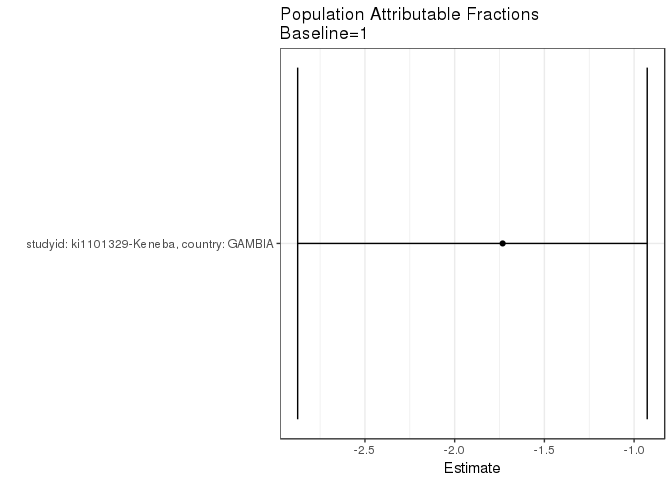 Population Attributable Fractions
Baseline=1
studyid: ki1101329-Keneba, country: GAMBIA
-2.5 -2.0 -1.5 -1.0
Estimate